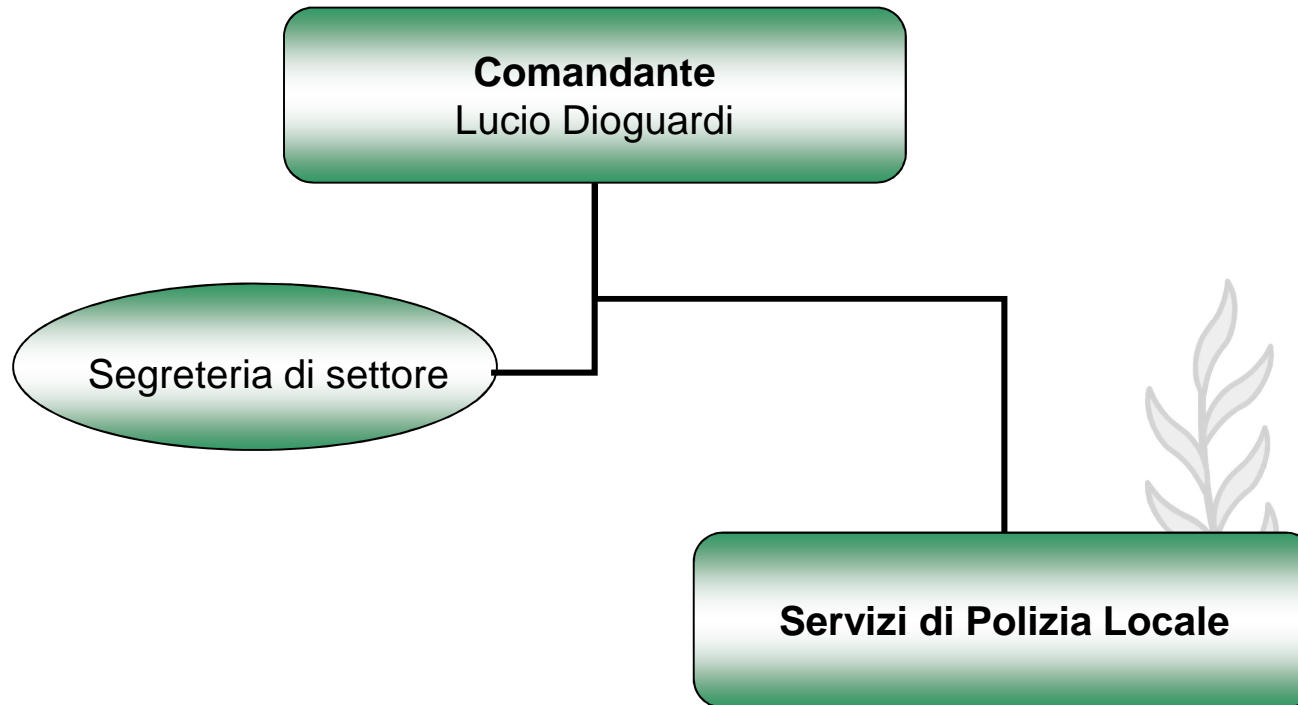 Comandante
Lucio Dioguardi
Segreteria di settore
Servizi di Polizia Locale